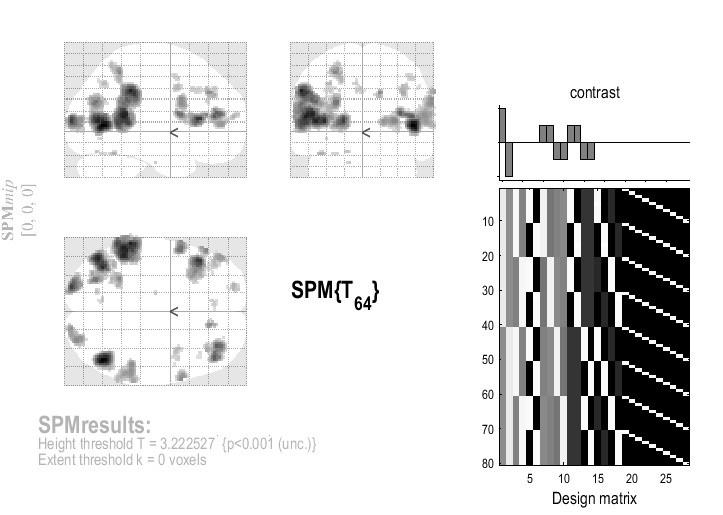 SPMmip
[0, 0, 0]
<
<
<
SPM{T64}
SPMresults:
Height threshold T = 3.222527 {p<0.001 (unc.)}
Extent threshold k = 0 voxels
contrast
10
20
30
40
50
60
70
80
5 10 15 20 25
Design matrix